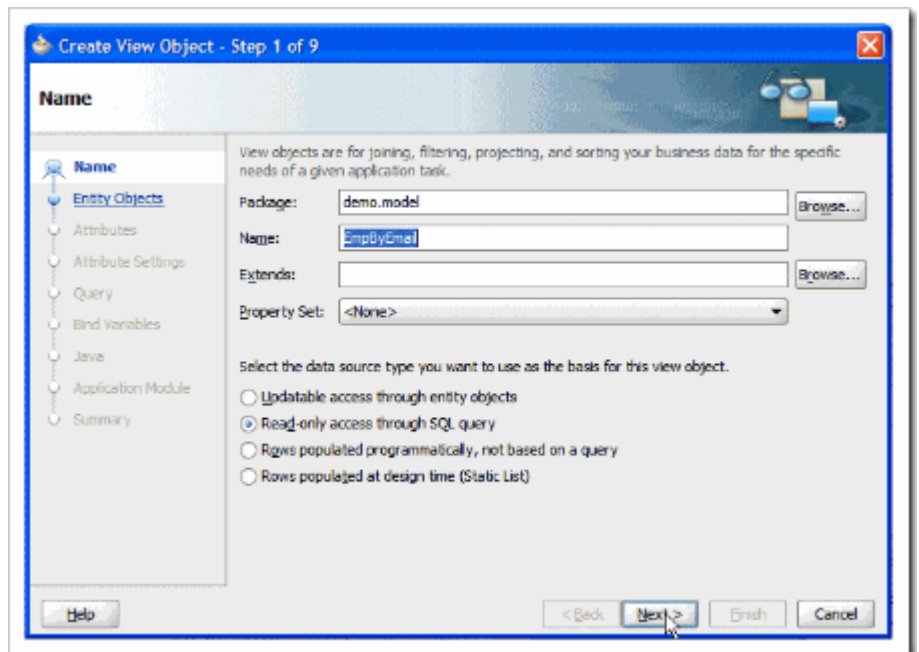 Create View Object - Step 1 of 9
Name
Name
Entity Objects
Attributes
Attribute Settings
Query
Bind Variables
Java
Application Module
Summary
View objects are for joining, filtering, projecting, and sorting your business data for the specific
needs of a given application task.
Package: demo.model Browse...
Name: EmpByEmail
Extends: Browse...
Property Set: <None>
Select the data source type you want to use as the basis for this view object.
Updatable access through entity objects
Read-only access through SQL query
Rows populated programmatically, not based on a query
Rows populated at design time (Static List)
Help < Back Next > Finish Cancel